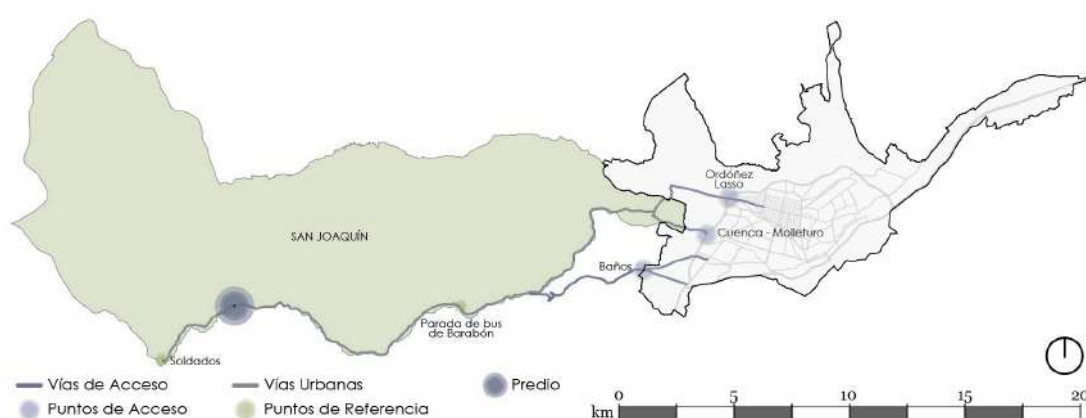 Ordóñez
Lasso
SAN JOAQUÍN
Cuenca - Molleturo
Baños
Parada de bus
de Barabón
Soldados
Vías de Acceso
Vías Urbanas
Predio
Puntos de Acceso
Puntos de Referencia
0 5 10 15 20
km